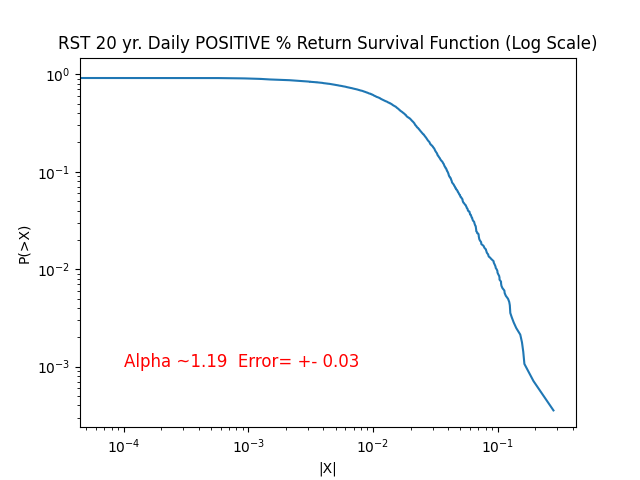 RST 20 yr. Daily POSITIVE % Return Survival Function (Log Scale)
10⁰
10⁻¹
10⁻²
10⁻³
P(>X)
Alpha ~1.19  Error= +- 0.03
10⁻⁴ 10⁻³ 10⁻² 10⁻¹
|X|